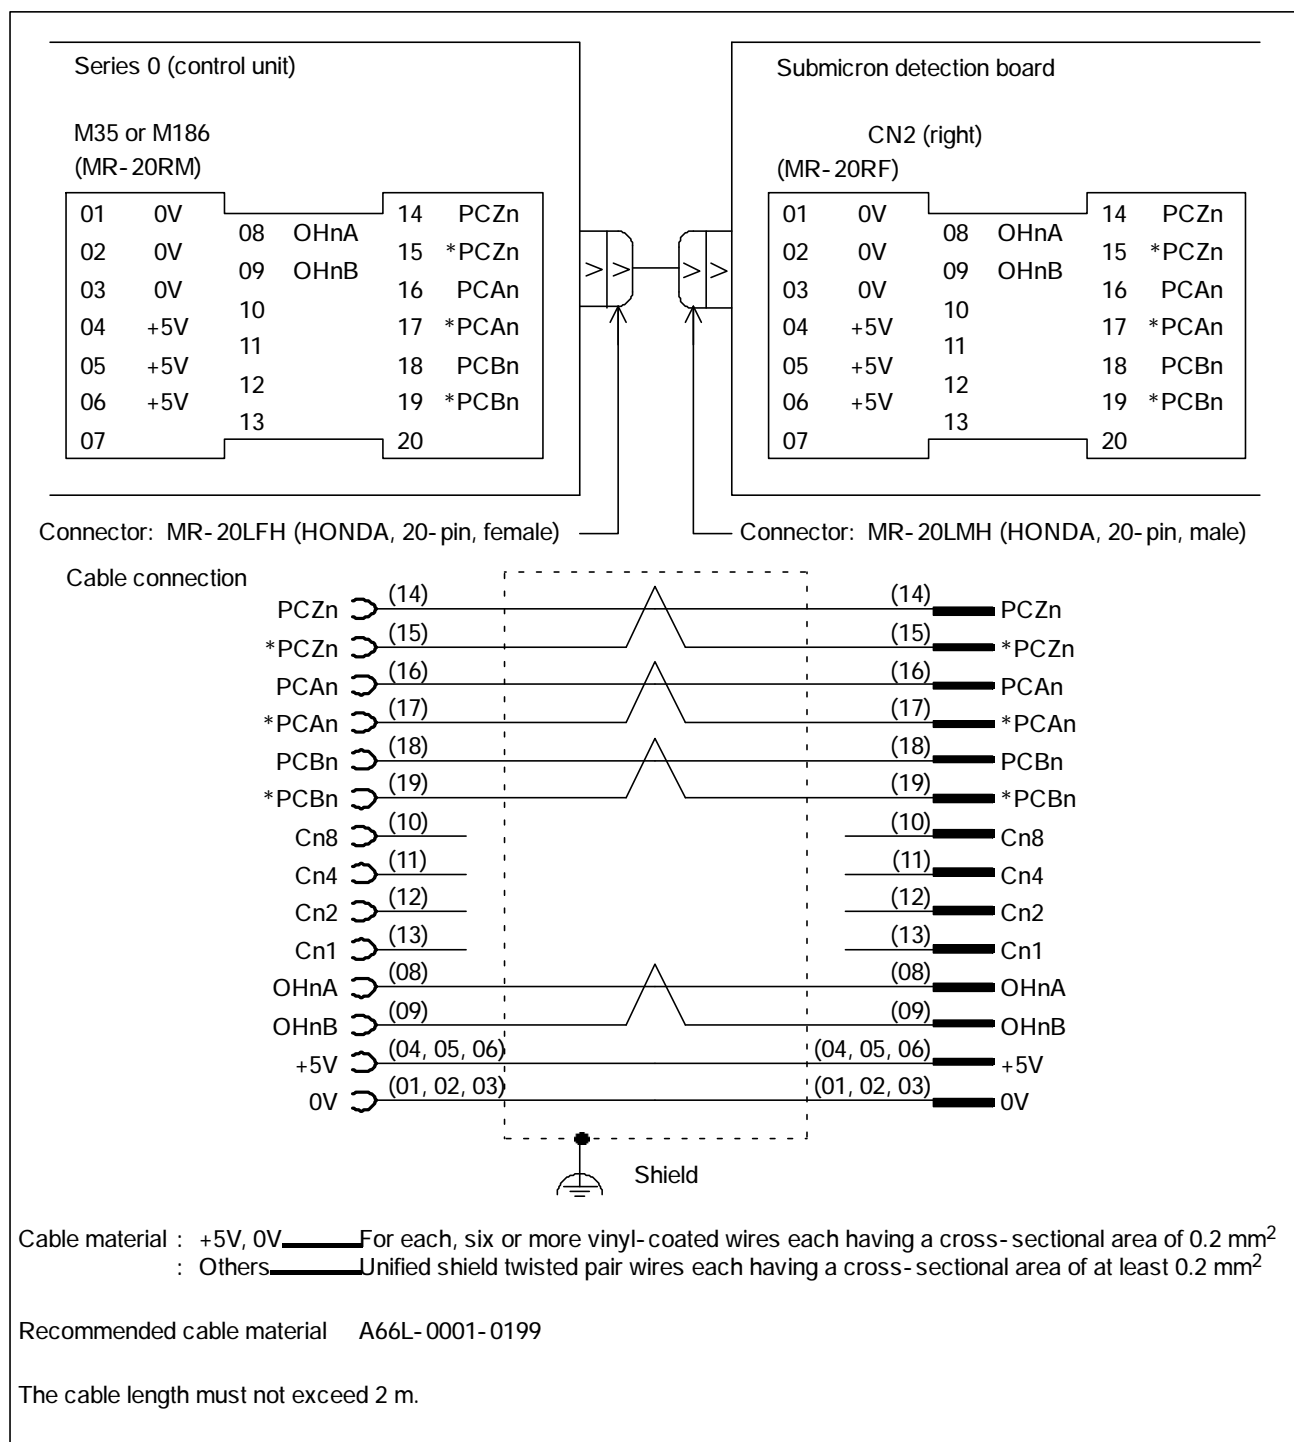 Series 0 (control unit)
Submicron detection board
M35 or M186
(MR-20RM)
CN2 (right)
(MR-20RF)
01 0V
02 0V
03 0V
04 +5V
05 +5V
06 +5V
07
08 OHnA
09 OHnB
10
11
12
13
14 PCZn
15 *PCZn
16 PCAn
17 *PCAn
18 PCBn
19 *PCBn
20
01 0V
02 0V
03 0V
04 +5V
05 +5V
06 +5V
07
08 OHnA
09 OHnB
10
11
12
13
14 PCZn
15 *PCZn
16 PCAn
17 *PCAn
18 PCBn
19 *PCBn
20
Connector: MR-20LFH (HONDA, 20-pin, female)
Connector: MR-20LMH (HONDA, 20-pin, male)
Cable connection
PCZn (14) (14) PCZn
*PCZn (15) (15) *PCZn
PCAn (16) (16) PCAn
*PCAn (17) (17) *PCAn
PCBn (18) (18) PCBn
*PCBn (19) (19) *PCBn
Cn8 (10) (10) Cn8
Cn4 (11) (11) Cn4
Cn2 (12) (12) Cn2
Cn1 (13) (13) Cn1
OHnA (08) (08) OHnA
OHnB (09) (09) OHnB
+5V (04, 05, 06) (04, 05, 06) +5V
0V (01, 02, 03) (01, 02, 03) 0V
Shield
Cable material : +5V, 0V For each, six or more vinyl-coated wires each having a cross-sectional area of 0.2 mm²
: Others Unified shield twisted pair wires each having a cross-sectional area of at least 0.2 mm²
Recommended cable material A66L-0001-0199
The cable length must not exceed 2 m.